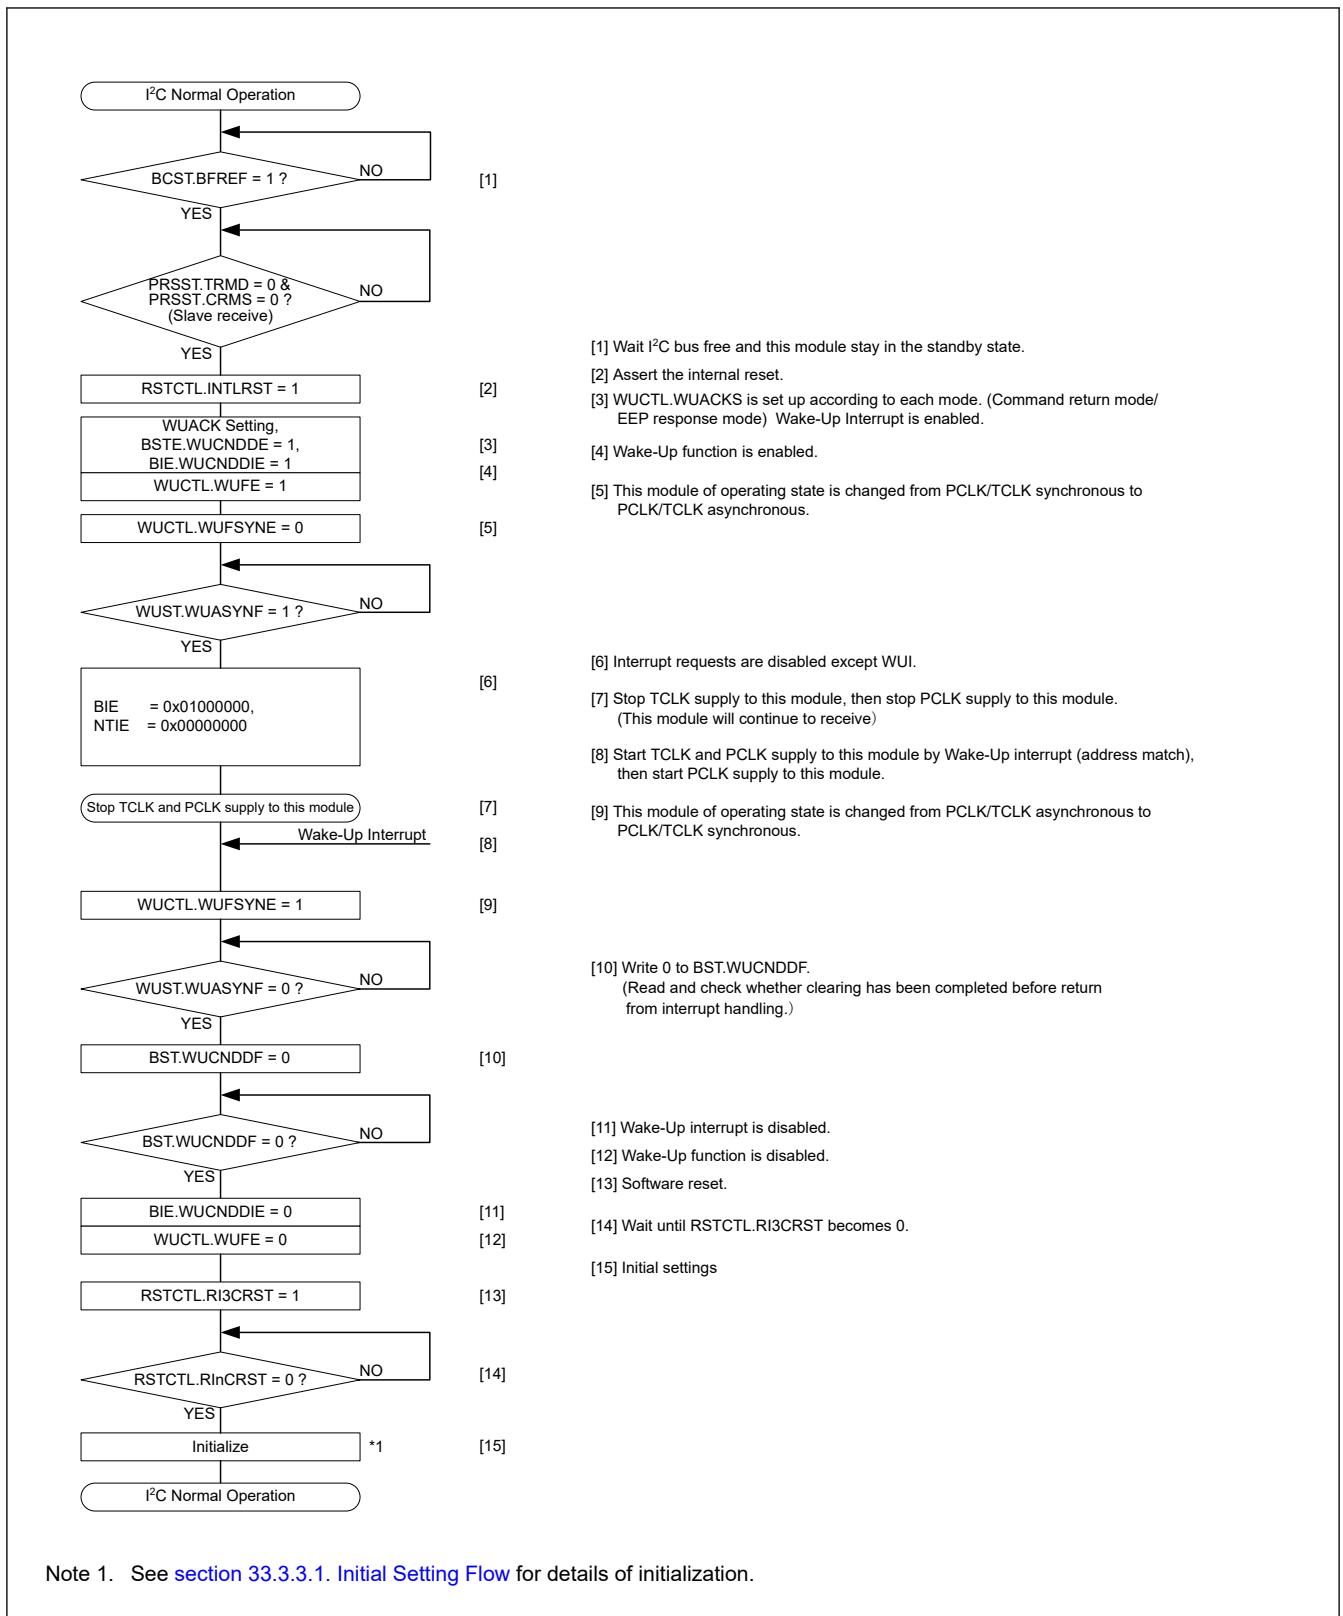 I²C Normal Operation
BCST.BFREF = 1 ?
NO
[1]
YES
PRSST.TRMD = 0 &
PRSST.CRMS = 0 ?
(Slave receive)
NO
YES
RSTCTL.INTLRST = 1
[2]
WUACK Setting,
BSTE.WUCNDDE = 1,
BIE.WUCNDDIE = 1
[3]
[4]
WUCTL.WUFE = 1
WUCTL.WUFSYNE = 0
[5]
WUST.WUASYNF = 1 ?
NO
YES
BIE = 0x01000000,
NTIE = 0x00000000
[6]
Stop TCLK and PCLK supply to this module
[7]
Wake-Up Interrupt
[8]
WUCTL.WUFSYNE = 1
[9]
WUST.WUASYNF = 0 ?
NO
YES
BST.WUCNDDF = 0
[10]
BST.WUCNDDF = 0 ?
NO
YES
BIE.WUCNDDIE = 0
[11]
WUCTL.WUFE = 0
[12]
RSTCTL.RI3CRST = 1
[13]
RSTCTL.RInCRST = 0 ?
NO
[14]
YES
Initialize
*1
[15]
I²C Normal Operation
[1] Wait I²C bus free and this module stay in the standby state.
[2] Assert the internal reset.
[3] WUCTL.WUACKS is set up according to each mode. (Command return mode/
EEP response mode) Wake-Up Interrupt is enabled.
[4] Wake-Up function is enabled.
[5] This module of operating state is changed from PCLK/TCLK synchronous to
PCLK/TCLK asynchronous.
[6] Interrupt requests are disabled except WUI.
[7] Stop TCLK supply to this module, then stop PCLK supply to this module.
(This module will continue to receive）
[8] Start TCLK and PCLK supply to this module by Wake-Up interrupt (address match),
then start PCLK supply to this module.
[9] This module of operating state is changed from PCLK/TCLK asynchronous to
PCLK/TCLK synchronous.
[10] Write 0 to BST.WUCNDDF.
(Read and check whether clearing has been completed before return
from interrupt handling.）
[11] Wake-Up interrupt is disabled.
[12] Wake-Up function is disabled.
[13] Software reset.
[14] Wait until RSTCTL.RI3CRST becomes 0.
[15] Initial settings
Note 1. See section 33.3.3.1. Initial Setting Flow for details of initialization.